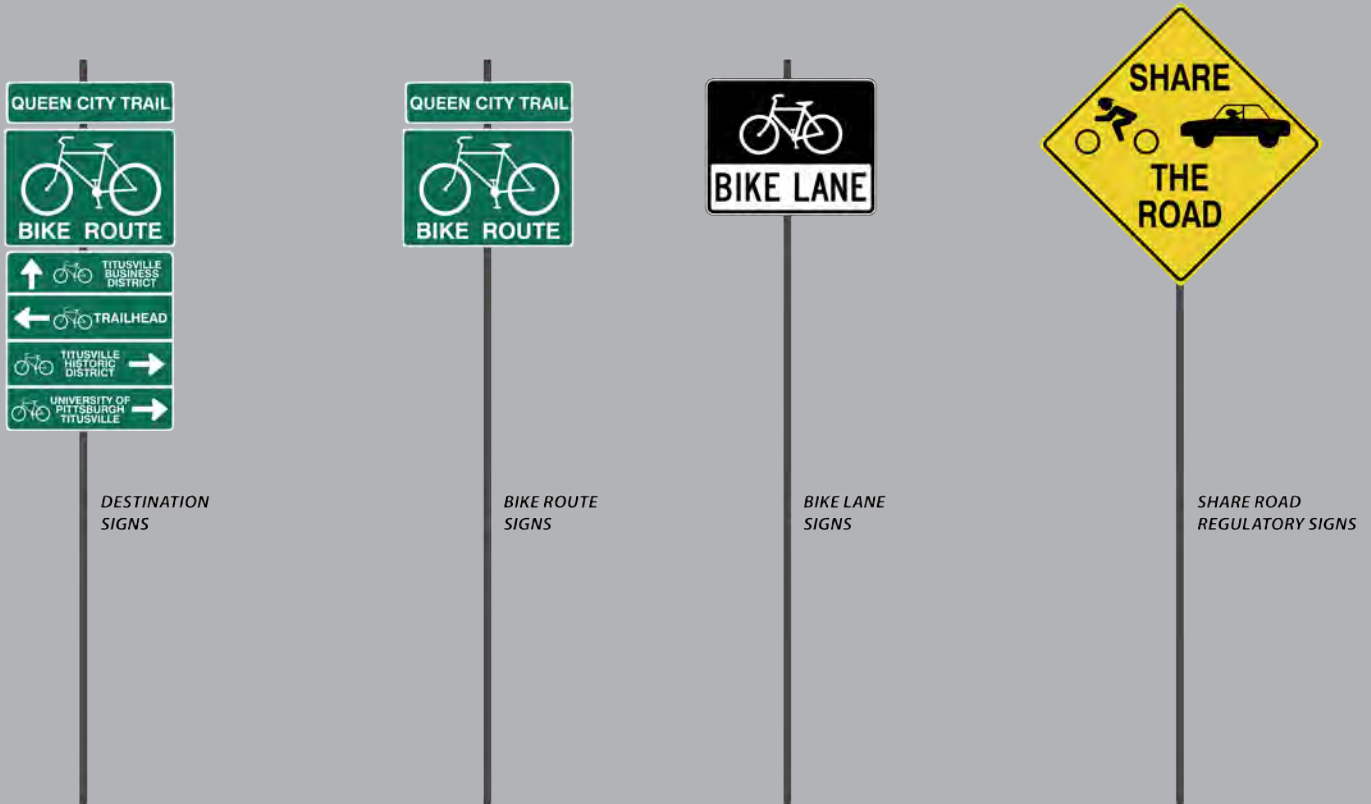 QUEEN CITY TRAIL
BIKE ROUTE
TITUSVILLE
BUSINESS
DISTRICT
TRAILHEAD
TITUSVILLE
HISTORIC
DISTRICT
UNIVERSITY OF
PITTSBURGH
TITUSVILLE
DESTINATION
SIGNS
QUEEN CITY TRAIL
BIKE ROUTE
BIKE ROUTE
SIGNS
BIKE LANE
BIKE LANE
SIGNS
SHARE
THE
ROAD
SHARE ROAD
REGULATORY SIGNS